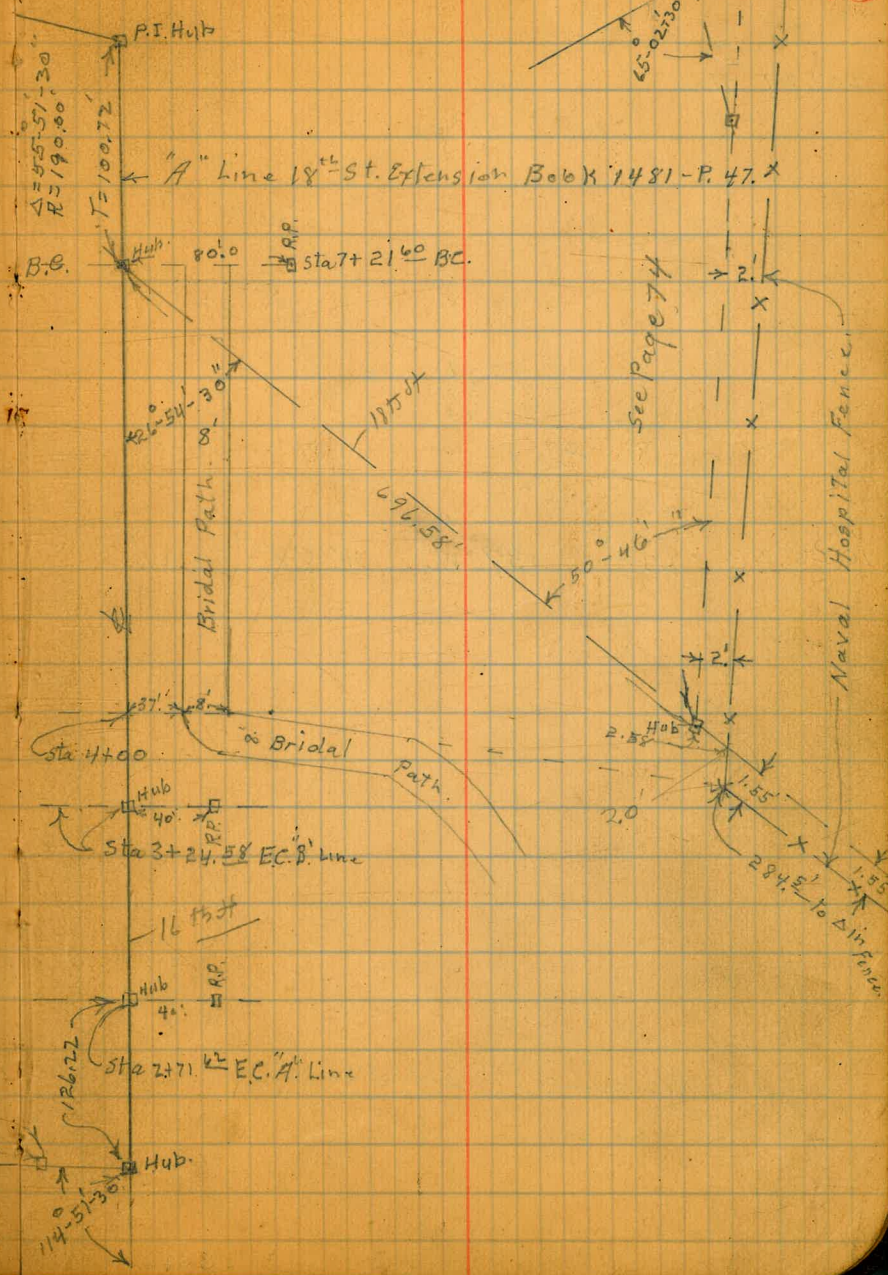 P.I. Hub
65°-02'-30"
Δ=55°-51'-30"
R=190.00'
T=100.72'
"A" Line 18th St. Extension Book 1481-P. 47.
B.C.
Hub.
80'.0
R.P.
Sta 7+21 60 B.C.
2'
See Page 74
Naval Hospital Fence.
26°-54'-30"
18th St
8'
Bridal Path
696.58'
50°-46'
2'
37'
8'
Sta 4+00
Bridal
Path.
Hub
2.58'
2.0'
1.55'
Hub
40'
R.P.
Sta 3+24.58 E.C. "B" Line
284.5' to Δ in fence.
1.55
16th St
Hub
40'
R.P.
Sta 2+71 62 E.C. "A" Line
126.22
Hub.
114°-51'-30"